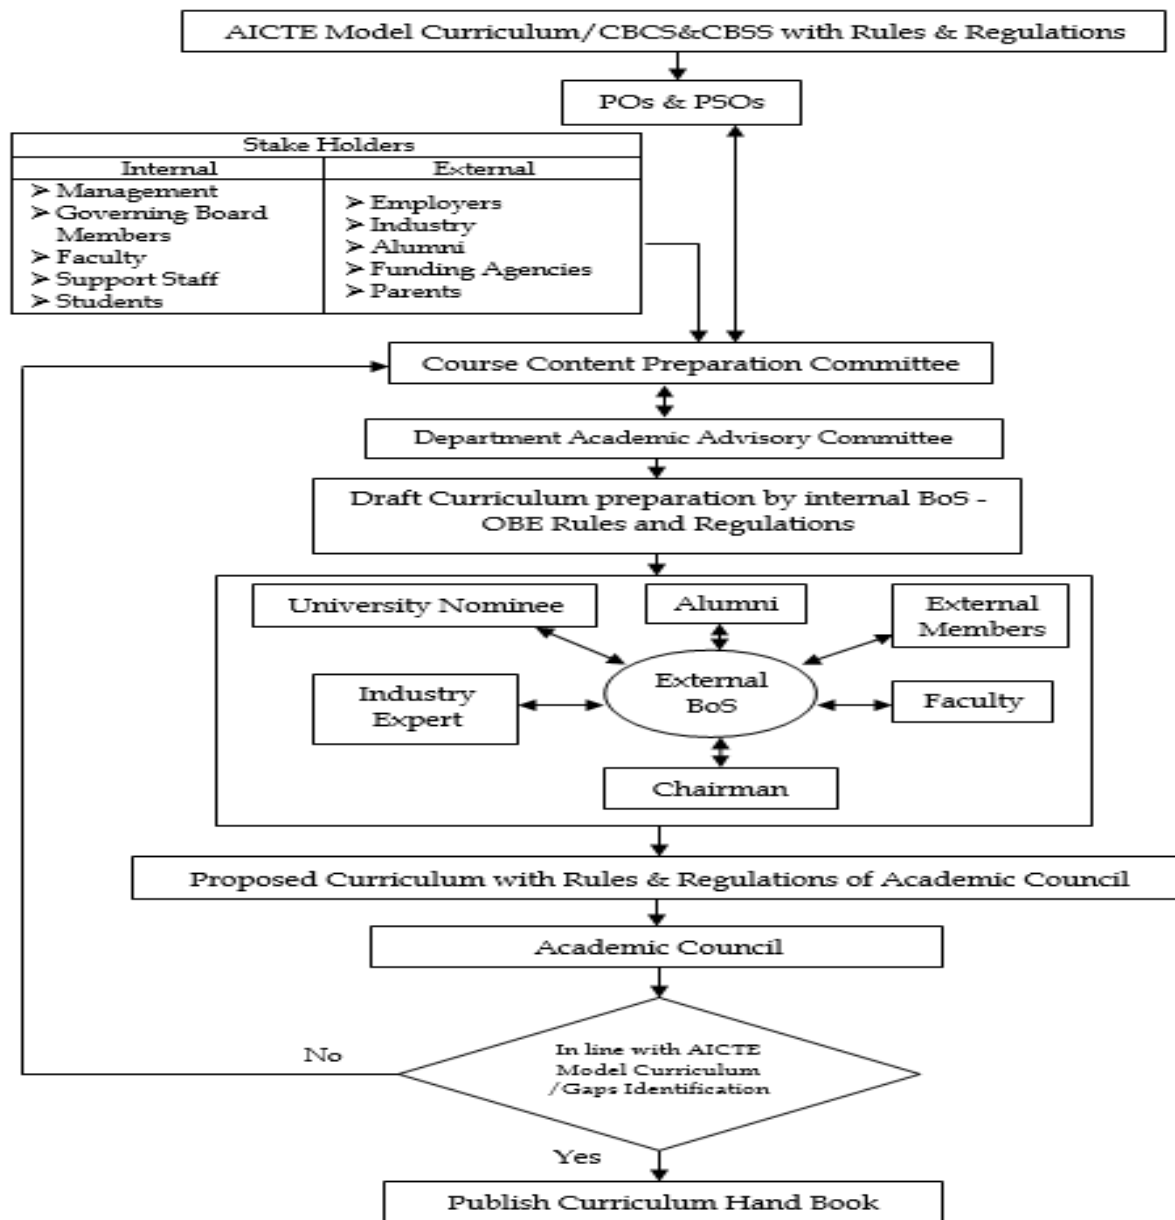 AICTE Model Curriculum/CBCS&CBSS with Rules & Regulations
POs & PSOs
Stake Holders
Internal
External
➢ Management
➢ Governing Board
Members
➢ Faculty
➢ Support Staff
➢ Students
➢ Employers
➢ Industry
➢ Alumni
➢ Funding Agencies
➢ Parents
Course Content Preparation Committee
Department Academic Advisory Committee
Draft Curriculum preparation by internal BoS -
OBE Rules and Regulations
University Nominee
Alumni
External
Members
Industry
Expert
External
BoS
Faculty
Chairman
Proposed Curriculum with Rules & Regulations of Academic Council
Academic Council
No
In line with AICTE
Model Curriculum
/Gaps Identification
Yes
Publish Curriculum Hand Book